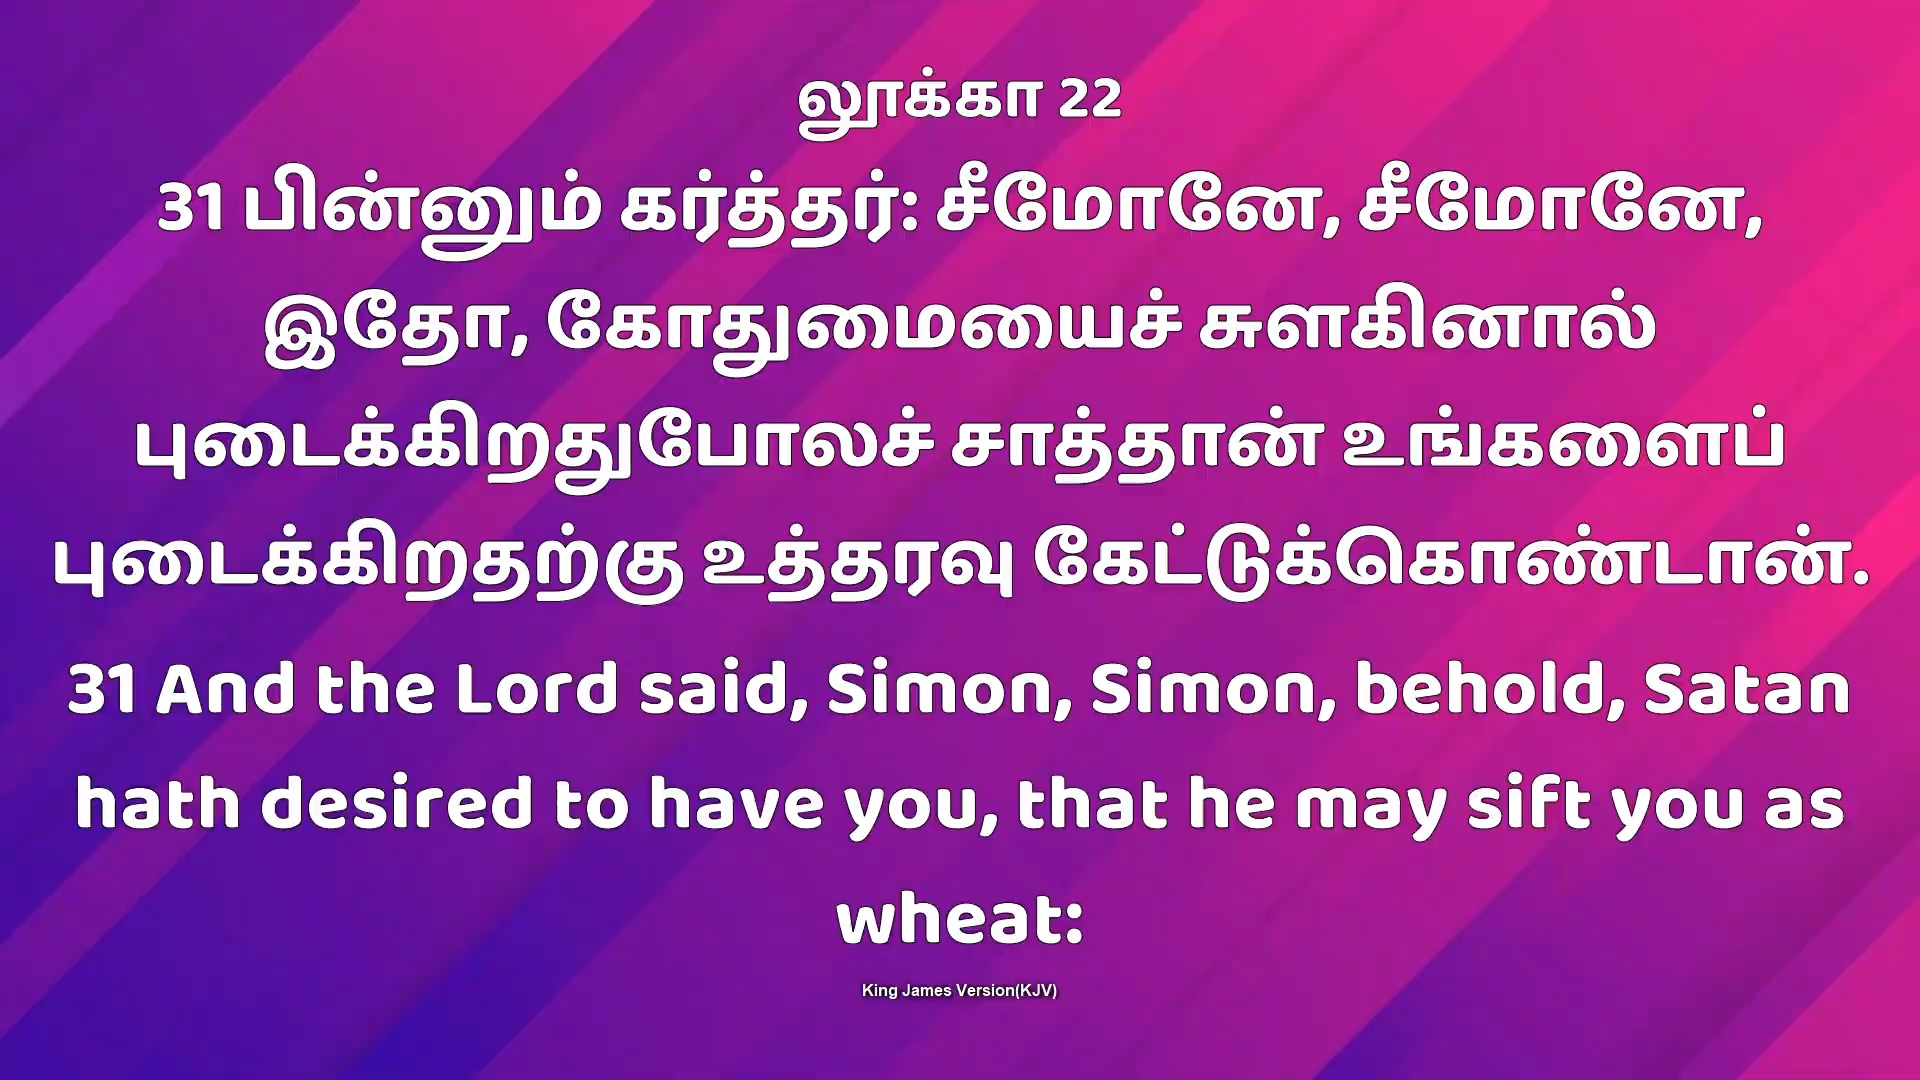 லூக்கா 22
31 பின்னும் கர்த்தர்: சீமோனே, சீமோனே,
இதோ, கோதுமையைச் சுளகினால்
புடைக்கிறதுபோலச் சாத்தான் உங்களைப்
புடைக்கிறதற்கு உத்தரவு கேட்டுக்கொண்டான்.
31 And the Lord said, Simon, Simon, behold, Satan
hath desired to have you, that he may sift you as
wheat:
King James Version(KJV)